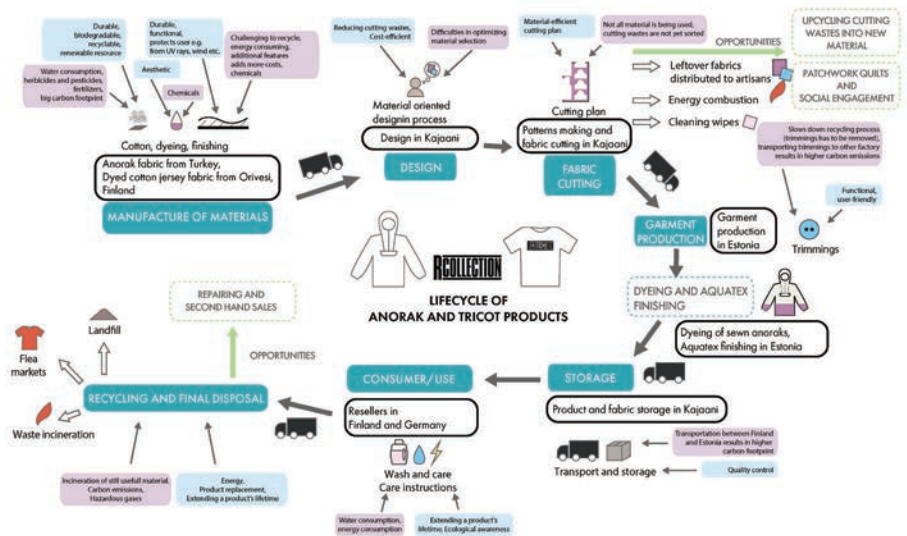 Durable,
biodegradable,
recyclable,
renewable resource
Water consumption,
herbicides and pesticides,
fertilizers,
big carbon footprint
Durable,
functional,
protects user e.g.
from UV rays, wind etc.
Aesthetic
Chemicals
Challenging to recycle,
energy consuming,
additional features
adds more costs,
chemicals
Cotton, dyeing, finishing
Anorak fabric from Turkey,
Dyed cotton jersey fabric from Orivesi,
Finland
MANUFACTURE OF MATERIALS
Reducing cutting wastes,
Cost-efficient
Difficulties in optimizing
material selection
Material oriented
designin process
Design in Kajaani
DESIGN
Material-efficient
cutting plan
Not all material is being used,
cutting wastes are not yet sorted
Cutting plan
Patterns making and
fabric cutting in Kajaani
FABRIC
CUTTING
OPPORTUNITIES
UPCYCLING CUTTING
WASTES INTO NEW
MATERIAL
PATCHWORK QUILTS
AND
SOCIAL ENGAGEMENT
Leftover fabrics
distributed to artisans
Energy combustion
Cleaning wipes
Slows down recycling process
(trimmings has to be removed),
transporting trimmings to other factory
results in higher carbon emissions
Functional,
user-friendly
Trimmings
GARMENT
PRODUCTION
Garment
production
in Estonia
DYEING AND AQUATEX
FINISHING
Dyeing of sewn anoraks,
Aquatex finishing in Estonia
RCOLLECTION
LIFECYCLE OF
ANORAK AND TRICOT PRODUCTS
STORAGE
Product and fabric storage in Kajaani
Transport and storage
Transportation between Finland
and Estonia results in higher
carbon footprint
Quality control
CONSUMER/USE
Resellers in
Finland and Germany
Wash and care
Care instructions
Water consumption,
energy consumption
Extending a product's
lifetime, Ecological awareness
REPAIRING AND
SECOND HAND SALES
OPPORTUNITIES
RECYCLING AND FINAL DISPOSAL
Landfill
Flea
markets
Waste incineration
Incineration of still usefull material,
Carbon emissions,
Hazardous gases
Energy,
Product replacement,
Extending a product's lifetime